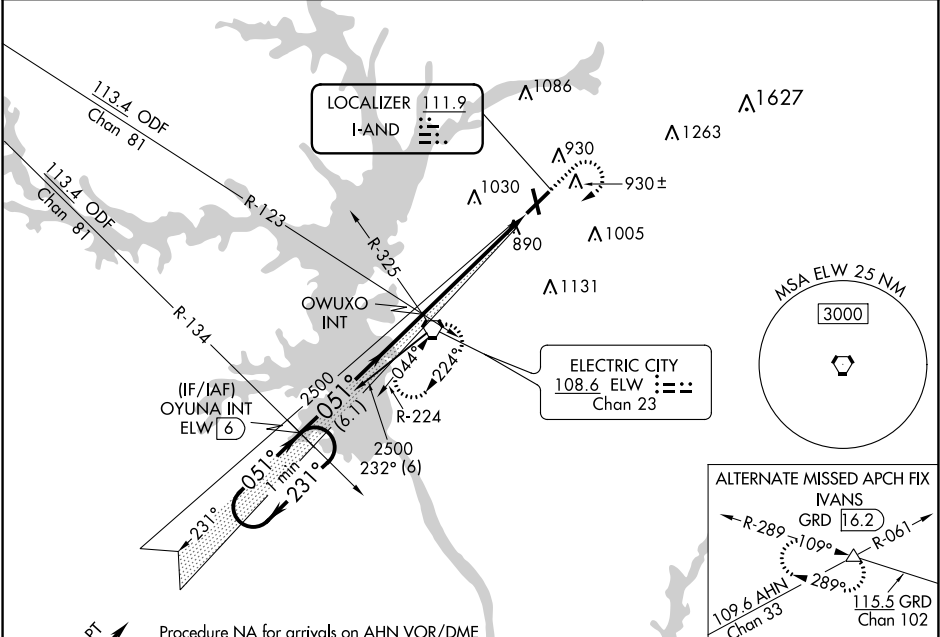 113.4 ODF
Chan 81
113.4 ODF
Chan 81
R-123
R-134
LOCALIZER 111.9
I-AND
1086
1627
1263
930
930 ±
1030
1005
890
1131
R-325
OWUXO
INT
MSA ELW 25 NM
3000
ELECTRIC CITY
108.6 ELW
Chan 23
044°
224°
R-224
2500
051°
(6.1)
2500
232° (6)
(IF/IAF)
OYUNA INT
ELW 6
051°
1 min
231°
231°
ALTERNATE MISSED APCH FIX
IVANS
GRD 16.2
R-289
109°
R-061
289°
109.6 AHN
Chan 33
115.5 GRD
Chan 102
Procedure NA for arrivals on AHN VOR/DME